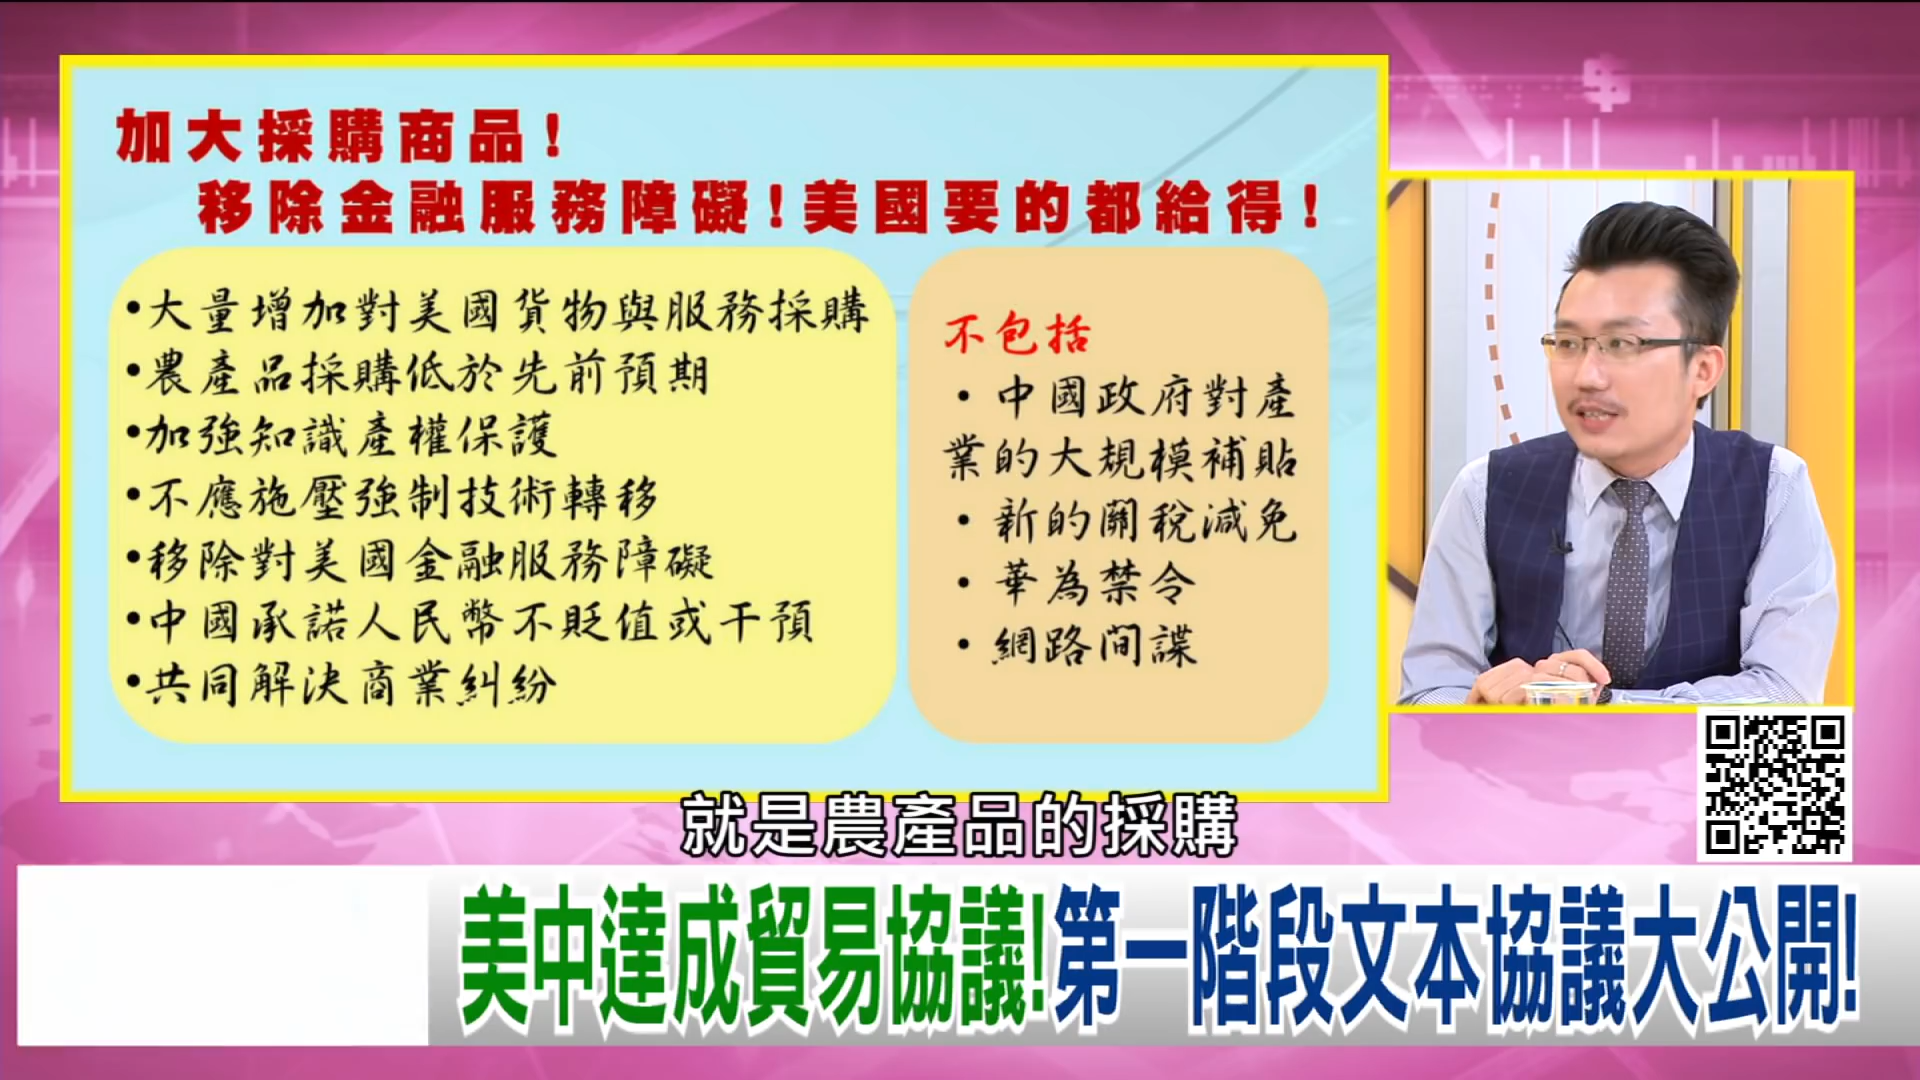 加大採購商品！
移除金融服務障礙！美國要的都給得！
•大量增加對美國貨物與服務採購
•農產品採購低於先前預期
•加強知識產權保護
•不應施壓強制技術轉移
•移除對美國金融服務障礙
•中國承諾人民幣不貶值或干預
•共同解決商業糾紛
不包括
•中國政府對產
業的大規模補貼
•新的關稅減免
•華為禁令
•網路間諜
就是農產品的採購
美中達成貿易協議!第一階段文本協議大公開!